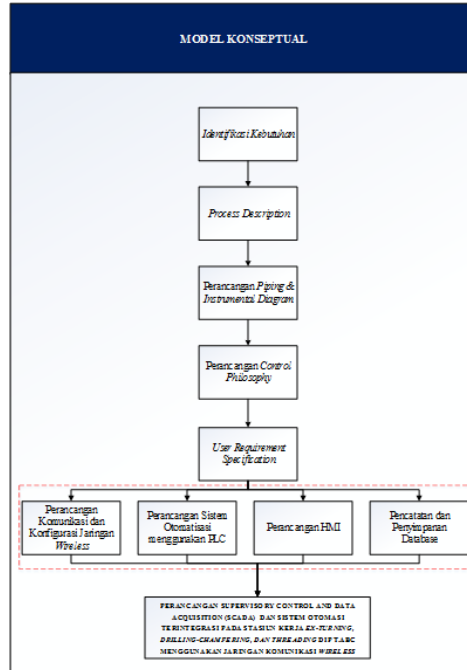 MODEL KONSEPTUAL
Identifikasi Kebutuhan
Process Description
Perancangan Piping &
Instrumental Diagram
Perancangan Control
Philosophy
User Requirement
Specification
Perancangan
Komunikasi dan
Konfigurasi Jaringan
Wireless
Perancangan Sistem
Otomatisasi
menggunakan PLC
Perancangan HMI
Pencatatan dan
Penyimpanan
Database
PERANCANGAN SUPERVISORY CONTROL AND DATA
ACQUISITION (SCADA) DAN SISTEM OTOMASI
TERINTEGRASI PADA STASIUN KERJA EX-TURNING,
DRILLING-CHAMFERING, DAN THREADING DI PT.ABC
MENGGUNAKAN JARINGAN KOMUNIKASI WIRELESS